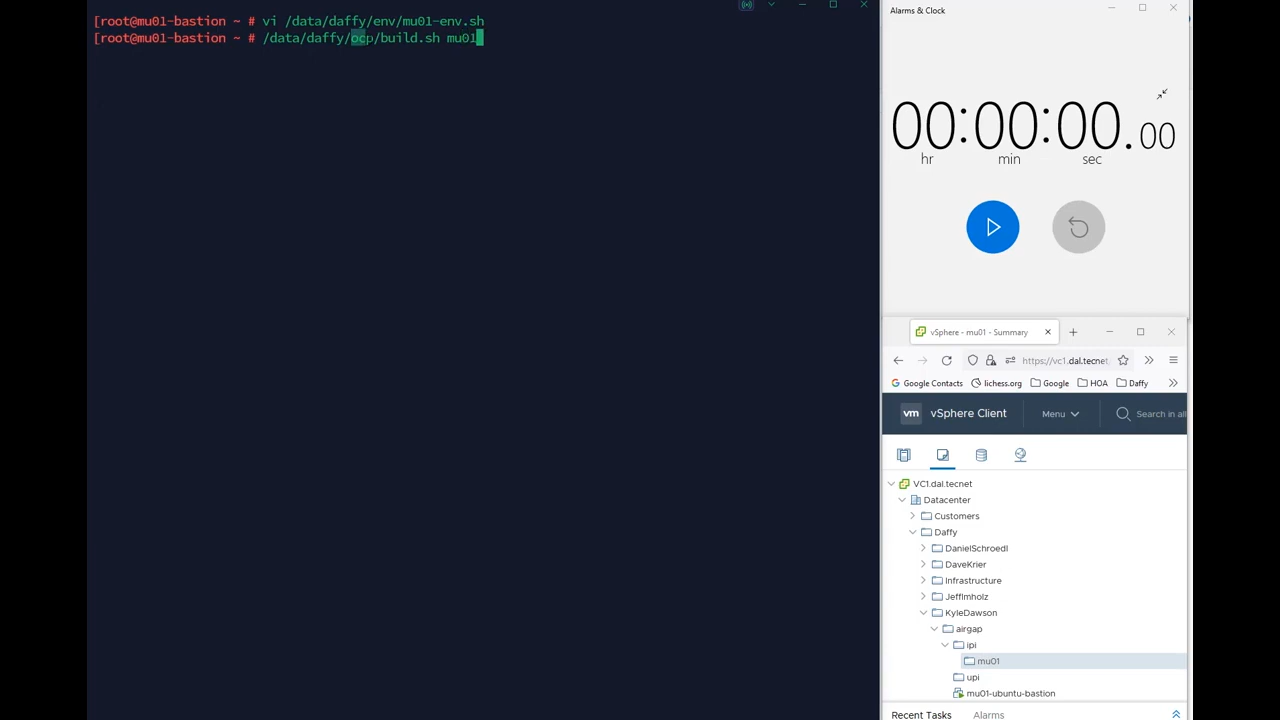 [root@mu01-bastion ~ # vi /data/daffy/env/mu01-env.sh
[root@mu01-bastion ~ # /data/daffy/ocp/build.sh mu01
Alarms & Clock
00:00:00.00
hr min sec
vSphere - mu01 - Summary
https://vc1.dal.tecnet
Google Contacts lichess.org Google HOA Daffy
vm vSphere Client Menu Search in all
VC1.dal.tecnet
Datacenter
Customers
Daffy
DanielSchroedl
DaveKrier
Infrastructure
JeffImholz
KyleDawson
airgap
ipi
mu01
upi
mu01-ubuntu-bastion
Recent Tasks Alarms